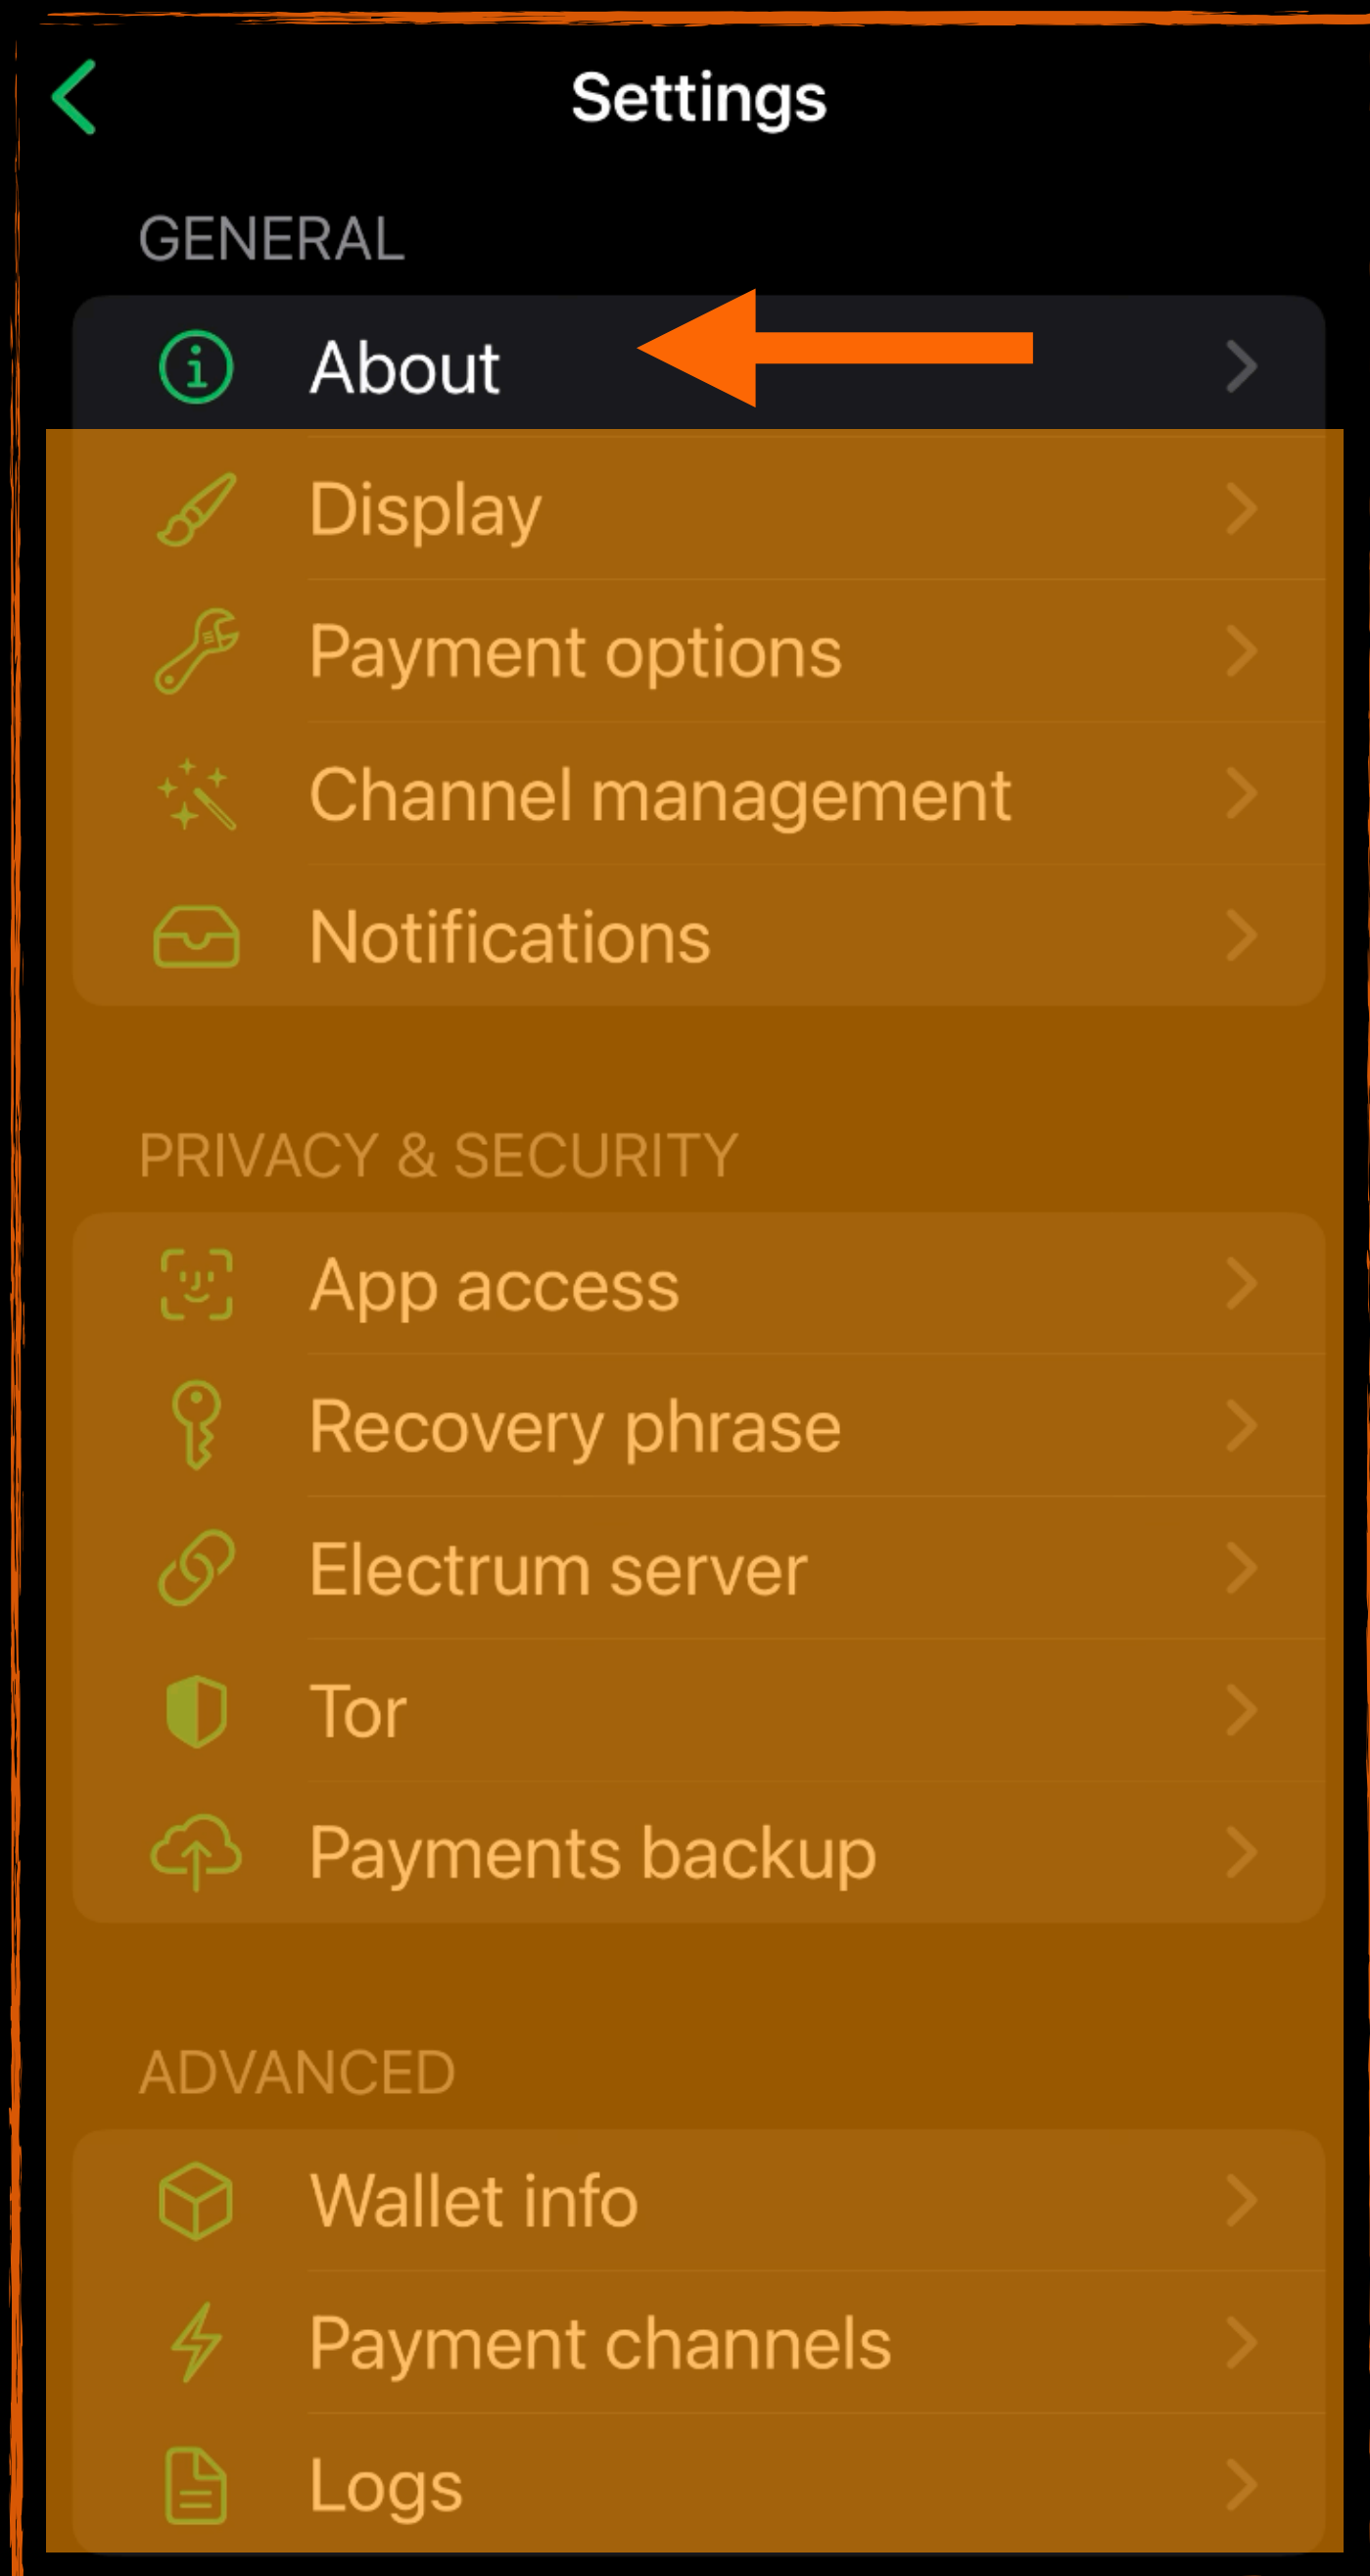 Settings
GENERAL
About
Display
Payment options
Channel management
Notifications
PRIVACY & SECURITY
App access
Recovery phrase
Electrum server
Tor
Payments backup
ADVANCED
Wallet info
Payment channels
Logs